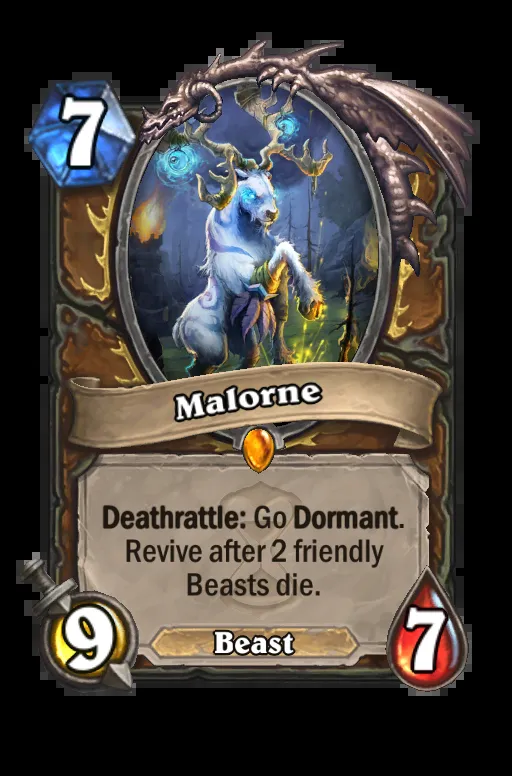 7
Malorne
Deathrattle: Go Dormant.
Revive after 2 friendly
Beasts die.
9
Beast
7